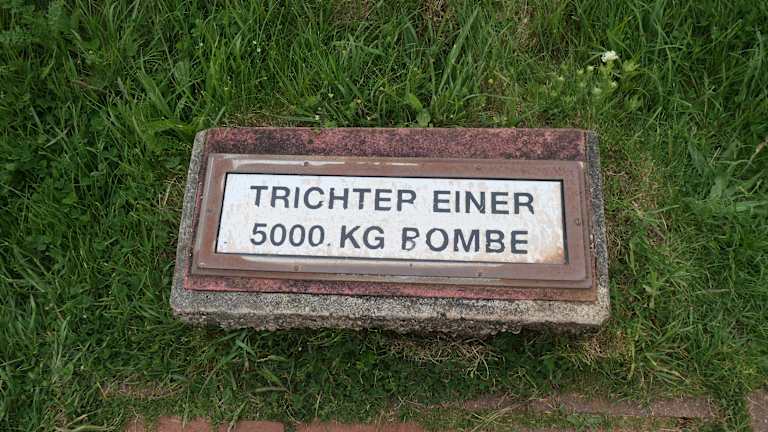 TRICHTER EINER
5000 KG BOMBE